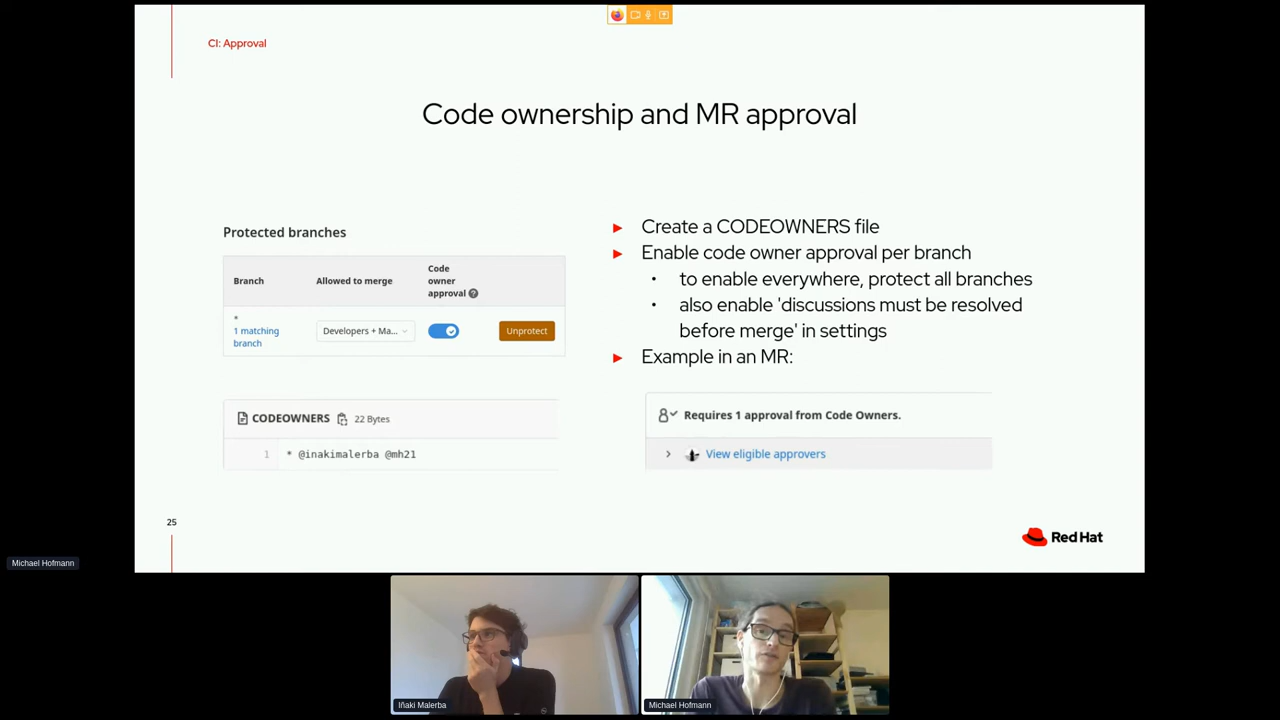 CI: Approval
Code ownership and MR approval
Protected branches
Branch
Allowed to merge
Code
owner
approval ?
*
1 matching
branch
Developers + Ma...
Unprotect
CODEOWNERS 22 Bytes
1 * @inakimalerba @mh21
► Create a CODEOWNERS file
► Enable code owner approval per branch
• to enable everywhere, protect all branches
• also enable 'discussions must be resolved
before merge' in settings
► Example in an MR:
Requires 1 approval from Code Owners.
View eligible approvers
25
Red Hat
Michael Hofmann
Iñaki Malerba
Michael Hofmann